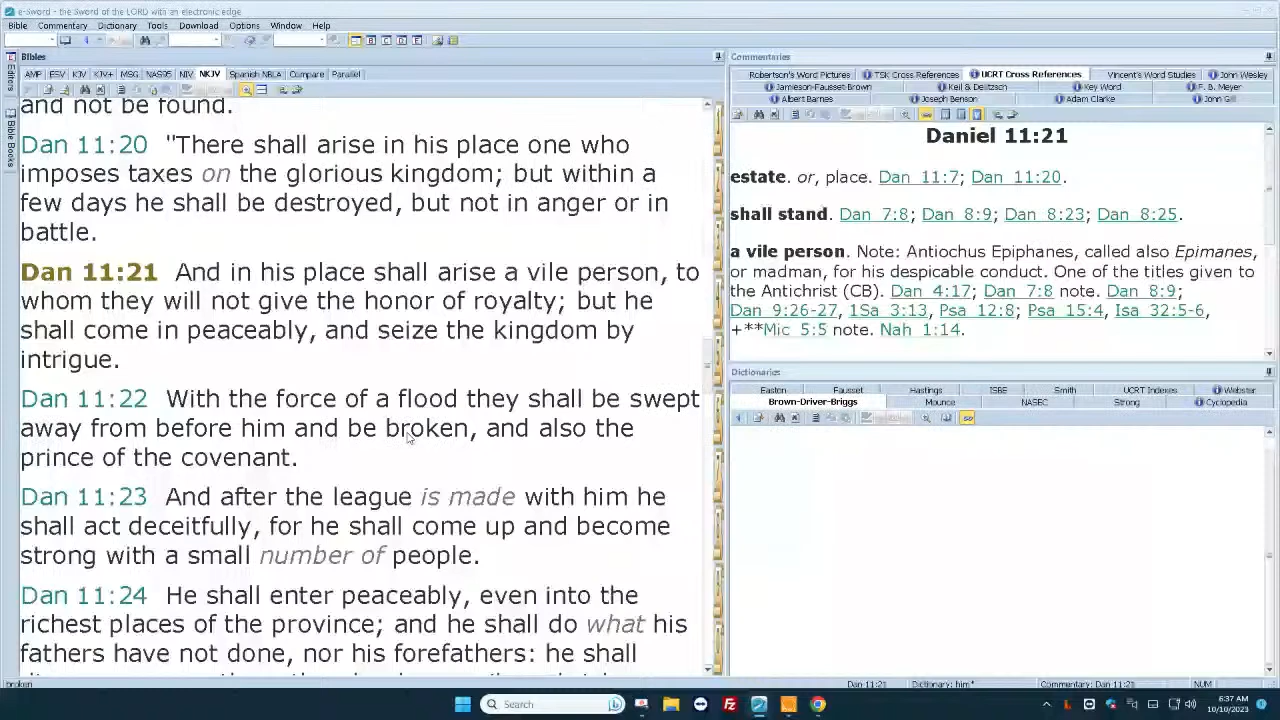 e-Sword - the Sword of the LORD with an electronic edge
Bible Commentary Dictionary Tools Download Options Window Help
B C D E
Bibles
AMP ESV KJV KJV+ MSG NAS95 NIV NKJV Spanish NBLA Compare Parallel
Editors
Bible Books
and not be found.
Dan 11:20 "There shall arise in his place one who
imposes taxes on the glorious kingdom; but within a
few days he shall be destroyed, but not in anger or in
battle.
Dan 11:21 And in his place shall arise a vile person, to
whom they will not give the honor of royalty; but he
shall come in peaceably, and seize the kingdom by
intrigue.
Dan 11:22 With the force of a flood they shall be swept
away from before him and be broken, and also the
prince of the covenant.
Dan 11:23 And after the league is made with him he
shall act deceitfully, for he shall come up and become
strong with a small number of people.
Dan 11:24 He shall enter peaceably, even into the
richest places of the province; and he shall do what his
fathers have not done, nor his forefathers: he shall
Commentaries
Robertson's Word Pictures TSK Cross References UCRT Cross References Vincent's Word Studies John Wesley
Jamieson-Fausset-Brown Keil & Delitzsch Key Word F. B. Meyer
Albert Barnes Joseph Benson Adam Clarke John Gill
Daniel 11:21
estate. or, place. Dan 11:7; Dan 11:20.
shall stand. Dan 7:8; Dan 8:9; Dan 8:23; Dan 8:25.
a vile person. Note: Antiochus Epiphanes, called also Epimanes,
or madman, for his despicable conduct. One of the titles given to
the Antichrist (CB). Dan 4:17; Dan 7:8 note. Dan 8:9;
Dan 9:26-27, 1Sa 3:13, Psa 12:8; Psa 15:4, Isa 32:5-6,
+**Mic 5:5 note. Nah 1:14.
Dictionaries
Easton Fausset Hastings ISBE Smith UCRT Indexes Webster
Brown-Driver-Briggs Mounce NASEC Strong Cyclopedia
broken Dan 11:21 Dictionary: him* Commentary: Dan 11:21 NUM
Search
6:37 AM
10/10/2023